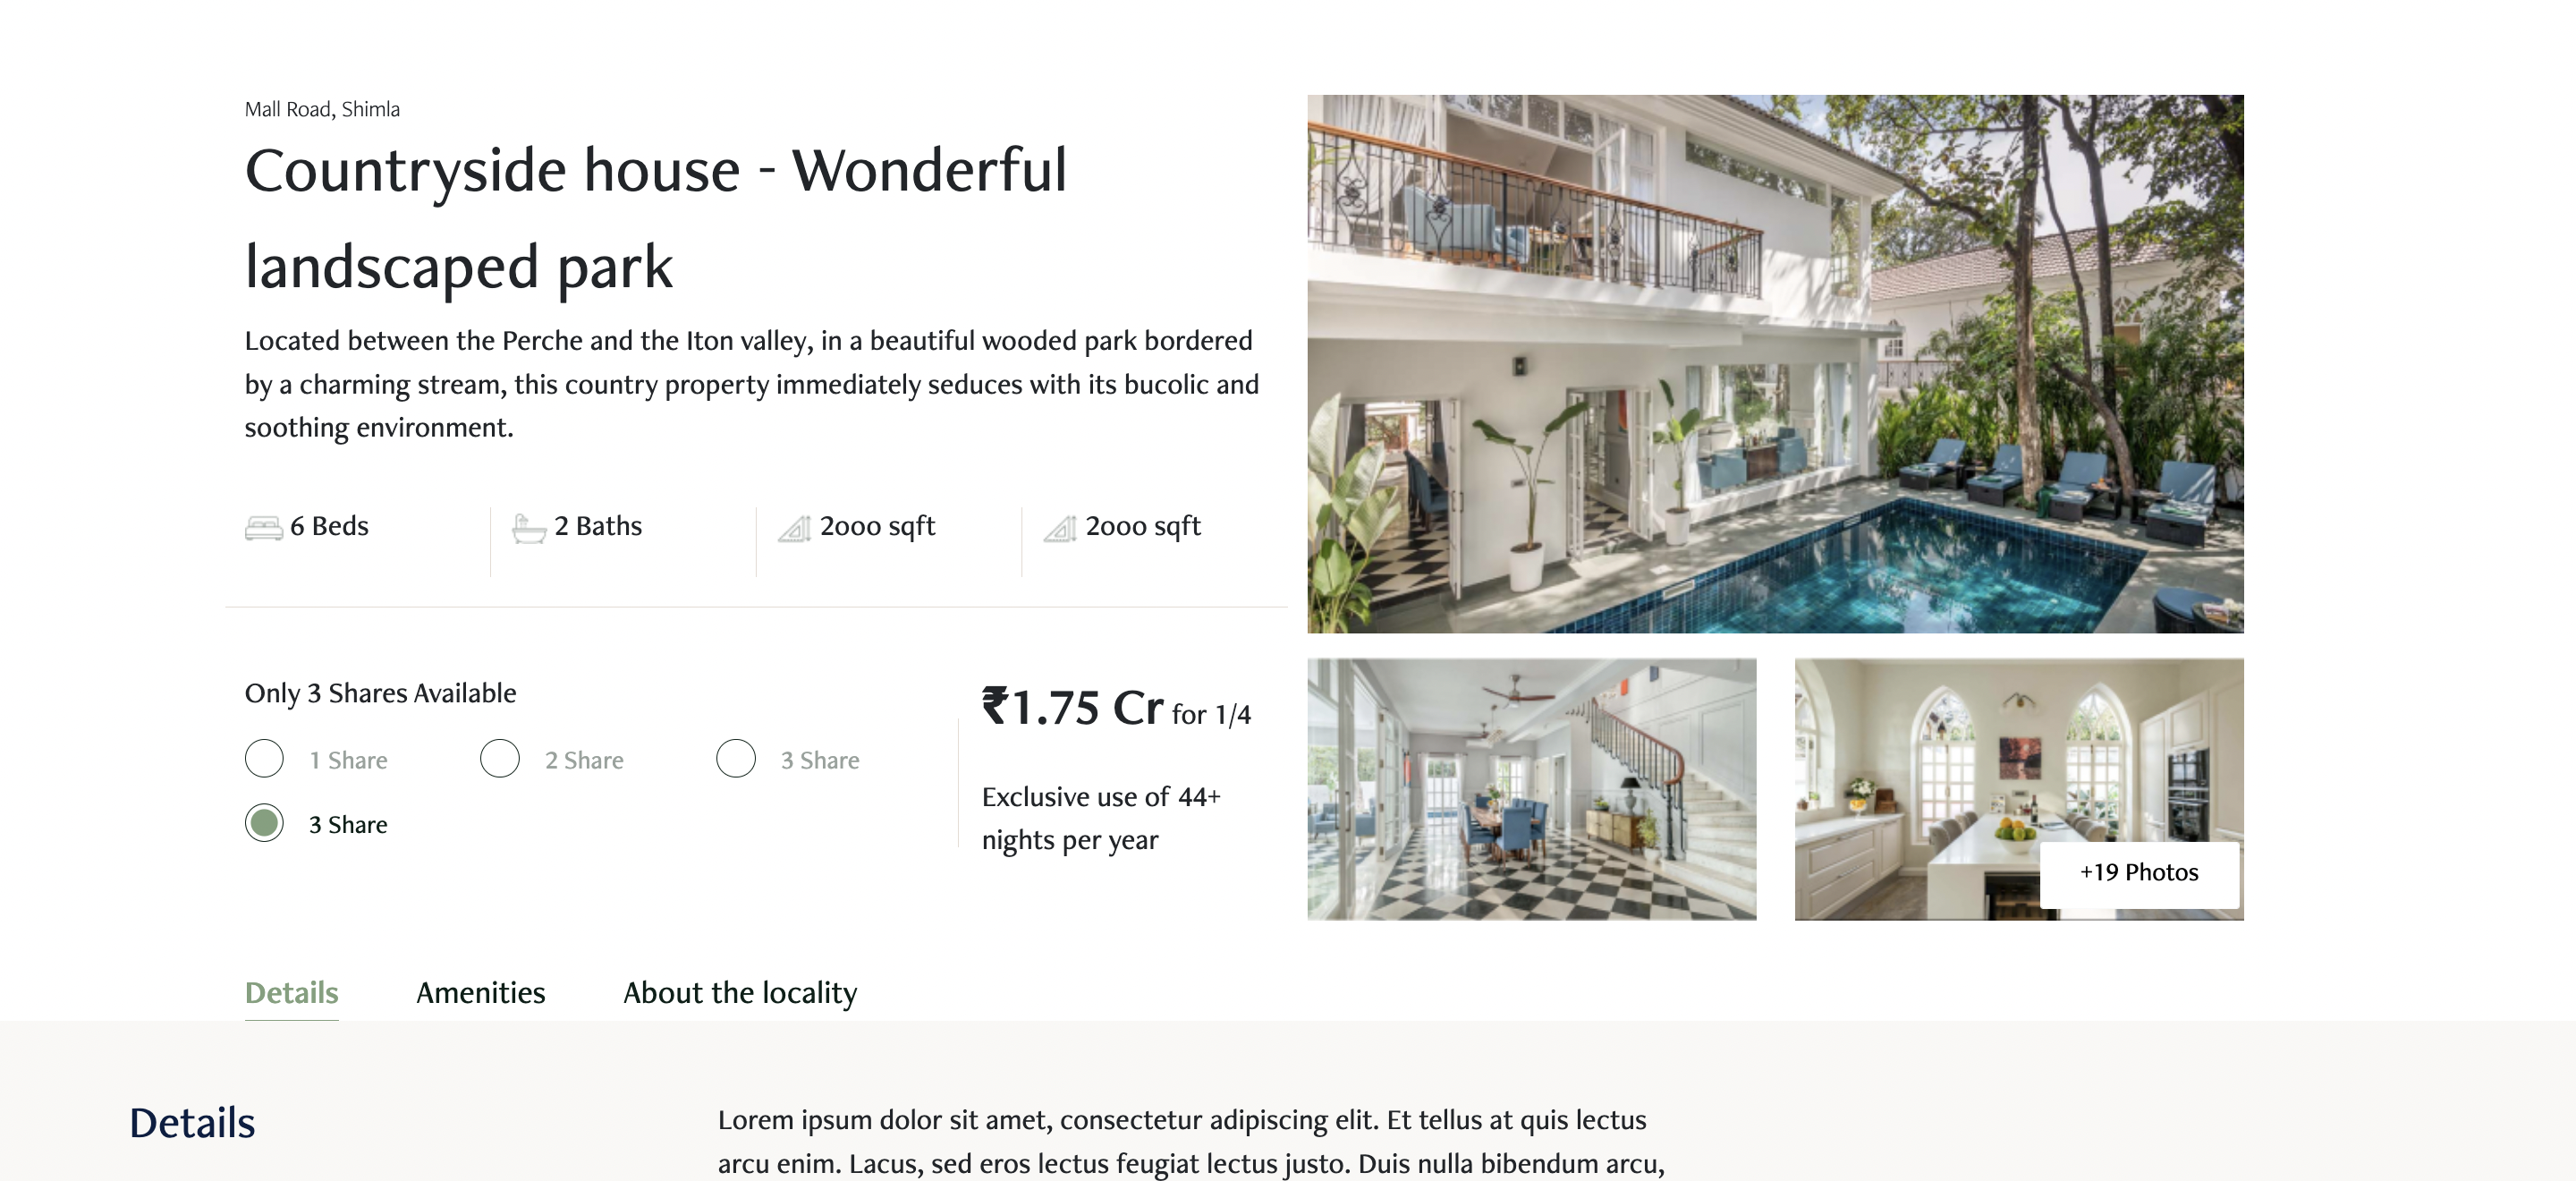 Mall Road, Shimla
Countryside house - Wonderful
landscaped park
Located between the Perche and the Iton valley, in a beautiful wooded park bordered
by a charming stream, this country property immediately seduces with its bucolic and
soothing environment.
6 Beds
2 Baths
2ooo sqft
2ooo sqft
Only 3 Shares Available
1 Share
2 Share
3 Share
3 Share
₹1.75 Cr for 1/4
Exclusive use of 44+
nights per year
+19 Photos
Details
Amenities
About the locality
Details
Lorem ipsum dolor sit amet, consectetur adipiscing elit. Et tellus at quis lectus
arcu enim. Lacus, sed eros lectus feugiat lectus justo. Duis nulla bibendum arcu,